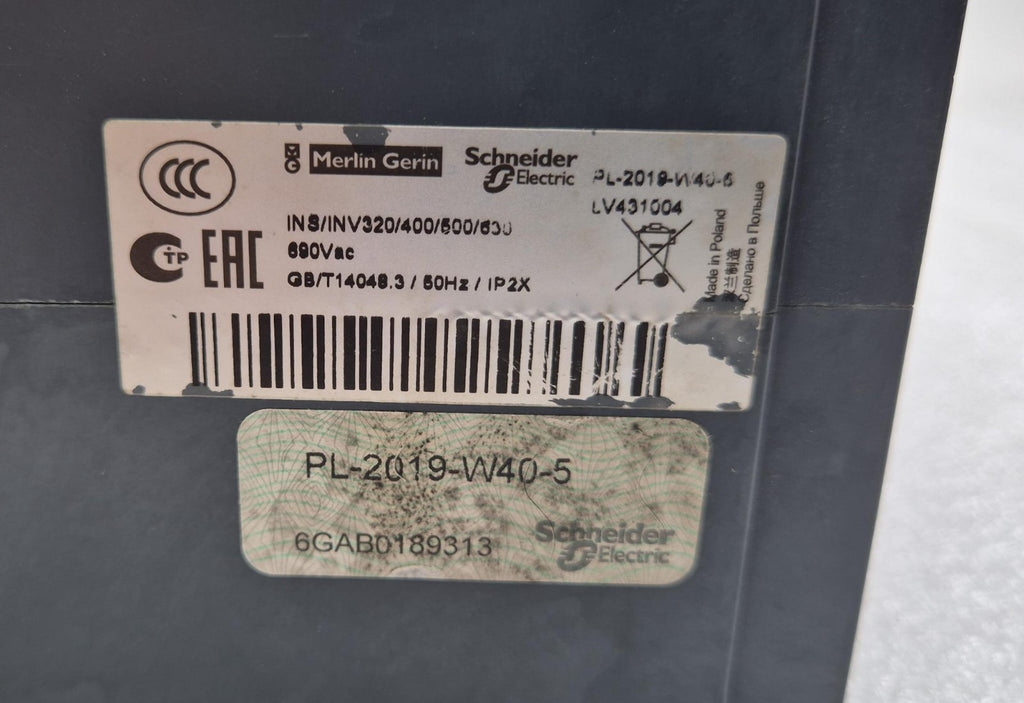 CCC
MG Merlin Gerin
Schneider
Electric
PL-2019-W40-5
LV431004
INS/INV320/400/500/630
690Vac
GB/T14048.3 / 50Hz / IP2X
TP
EAC
Made in Poland
波兰制造
Сделано в Польше
PL-2019-W40-5
6GAB0189313
Schneider
Electric